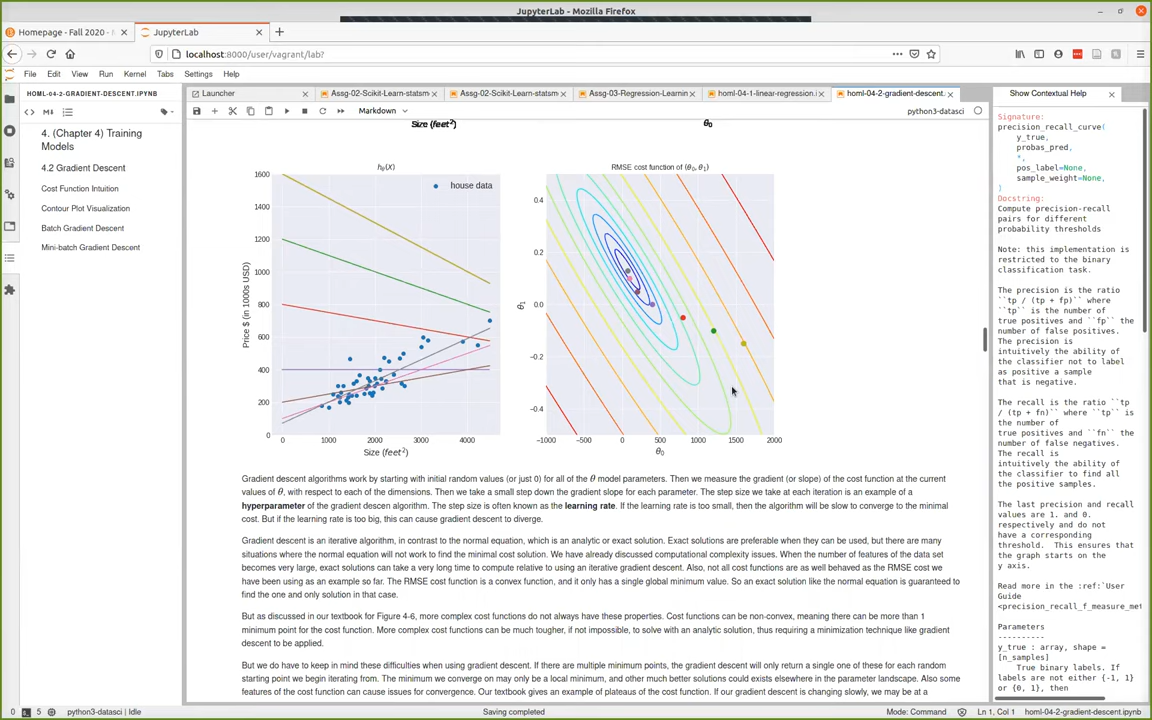 JupyterLab - Mozilla Firefox
Homepage - Fall 2020 -
JupyterLab
localhost:8000/user/vagrant/lab?
File Edit View Run Kernel Tabs Settings Help
HOML-04-2-GRADIENT-DESCENT.IPYNB
4. (Chapter 4) Training
Models
4.2 Gradient Descent
Cost Function Intuition
Contour Plot Visualization
Batch Gradient Descent
Mini-batch Gradient Descent
Launcher
Assg-02-Scikit-Learn-statsm
Assg-02-Scikit-Learn-statsm
Assg-03-Regression-Learnin
homl-04-1-linear-regression.i
homl-04-2-gradient-descent.
Markdown
python3-datasci
Size (feet²)
θ₀
hθ(X)
house data
1600
1400
1200
1000
800
600
400
200
0
Price $ (in 1000s USD)
0 1000 2000 3000 4000
Size (feet²)
RMSE cost function of (θ₀, θ₁)
0.4
0.2
0.0
−0.2
−0.4
θ₁
−1000 −500 0 500 1000 1500 2000
θ₀
Gradient descent algorithms work by starting with initial random values (or just 0) for all of the θ model parameters. Then we measure the gradient (or slope) of the cost function at the current
values of θ, with respect to each of the dimensions. Then we take a small step down the gradient slope for each parameter. The step size we take at each iteration is an example of a
hyperparameter of the gradient descen algorithm. The step size is often known as the learning rate. If the learning rate is too small, then the algorithm will be slow to converge to the minimal
cost. But if the learning rate is too big, this can cause gradient descent to diverge.
Gradient descent is an iterative algorithm, in contrast to the normal equation, which is an analytic or exact solution. Exact solutions are preferable when they can be used, but there are many
situations where the normal equation will not work to find the minimal cost solution. We have already discussed computational complexity issues. When the number of features of the data set
becomes very large, exact solutions can take a very long time to compute relative to using an iterative gradient descent. Also, not all cost functions are as well behaved as the RMSE cost we
have been using as an example so far. The RMSE cost function is a convex function, and it only has a single global minimum value. So an exact solution like the normal equation is guaranteed to
find the one and only solution in that case.
But as discussed in our textbook for Figure 4-6, more complex cost functions do not always have these properties. Cost functions can be non-convex, meaning there can be more than 1
minimum point for the cost function. More complex cost functions can be much tougher, if not impossible, to solve with an analytic solution, thus requiring a minimization technique like gradient
descent to be applied.
But we do have to keep in mind these difficulties when using gradient descent. If there are multiple minimum points, the gradient descent will only return a single one of these for each random
starting point we begin iterating from. The minimum we converge on may only be a local minimum, and other much better solutions could exists elsewhere in the parameter landscape. Also some
features of the cost function can cause issues for convergence. Our textbook gives an example of plateaus of the cost function. If our gradient descent is changing slowly, we may be at a
Show Contextual Help
Signature:
precision_recall_curve(
y_true,
probas_pred,
*,
pos_label=None,
sample_weight=None,
)
Docstring:
Compute precision-recall
pairs for different
probability thresholds
Note: this implementation is
restricted to the binary
classification task.
The precision is the ratio
``tp / (tp + fp)`` where
``tp`` is the number of
true positives and ``fp`` the
number of false positives.
The precision is
intuitively the ability of
the classifier not to label
as positive a sample
that is negative.
The recall is the ratio ``tp
/ (tp + fn)`` where ``tp`` is
the number of
true positives and ``fn`` the
number of false negatives.
The recall is
intuitively the ability of
the classifier to find all
the positive samples.
The last precision and recall
values are 1. and 0.
respectively and do not
have a corresponding
threshold. This ensures that
the graph starts on the
y axis.
Read more in the :ref:`User
Guide
<precision_recall_f_measure_met
Parameters
----------
y_true : array, shape =
[n_samples]
True binary labels. If
labels are not either {-1, 1}
or {0, 1}, then
0 5 python3-datasci | Idle
Saving completed
Mode: Command
Ln 1, Col 1
homl-04-2-gradient-descent.ipynb